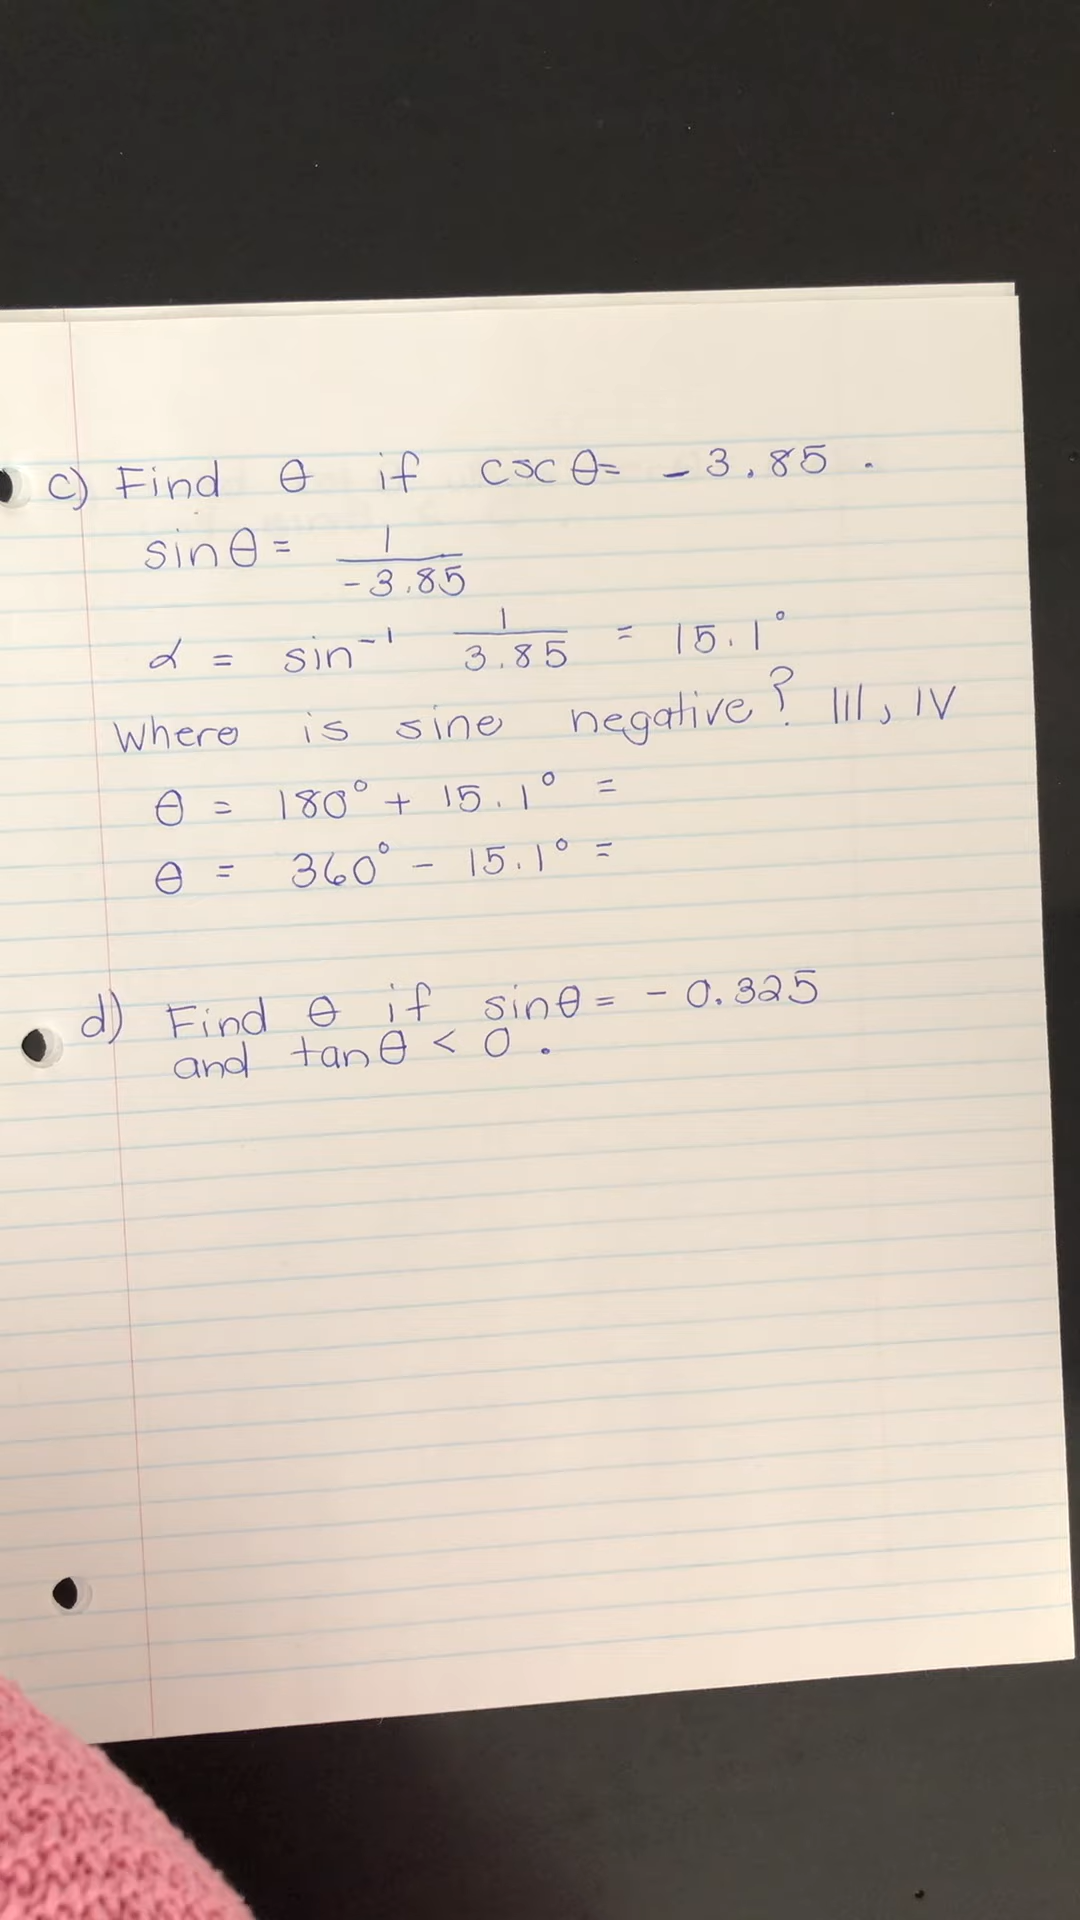 c) Find θ if csc θ = -3.85 .
sin θ = 1/-3.85
α = sin⁻¹ 1/3.85 = 15.1°
Where is sine negative? III, IV
θ = 180° + 15.1° =
θ = 360° - 15.1° =
d) Find θ if sin θ = - 0.325
and tan θ < 0 .